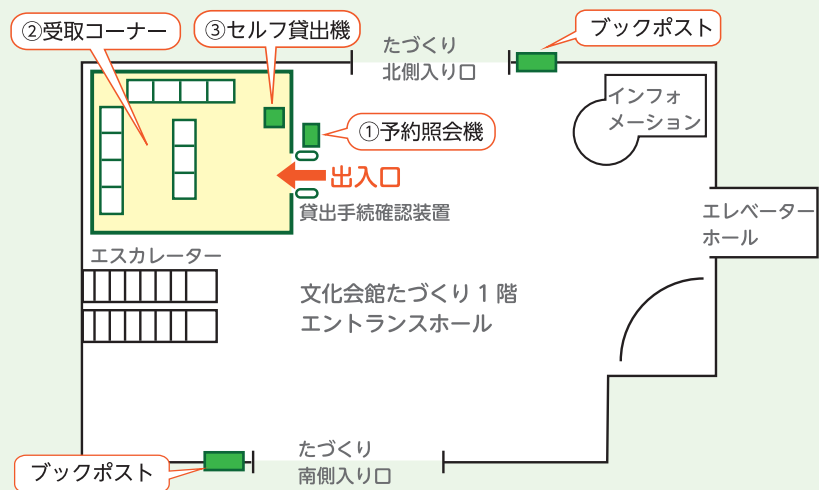 ②受取コーナー
③セルフ貸出機
ブックポスト
たづくり
北側入り口
インフォ
メーション
①予約照会機
出入口
貸出手続確認装置
エレベーター
ホール
エスカレーター
文化会館たづくり1階
エントランスホール
たづくり
南側入り口
ブックポスト